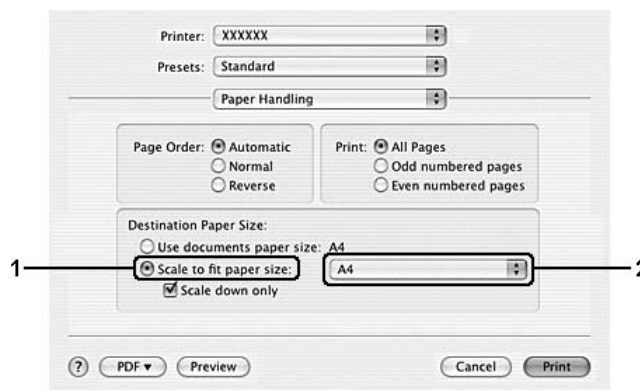 Printer: XXXXXX
Presets: Standard
Paper Handling
Page Order: Automatic Print: All Pages
Normal Odd numbered pages
Reverse Even numbered pages
Destination Paper Size:
Use documents paper size: A4
1 Scale to fit paper size: A4 2
Scale down only
? PDF ▼ Preview Cancel Print